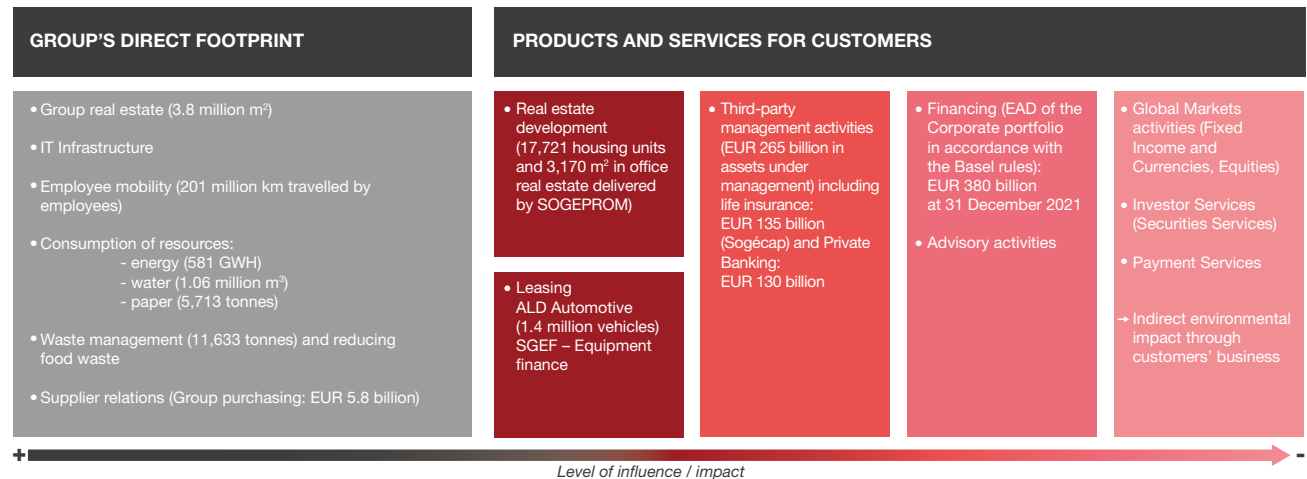 GROUP'S DIRECT FOOTPRINT
• Group real estate (3.8 million m²)
• IT Infrastructure
• Employee mobility (201 million km travelled by
employees)
• Consumption of resources:
- energy (581 GWH)
- water (1.06 million m³)
- paper (5,713 tonnes)
• Waste management (11,633 tonnes) and reducing
food waste
• Supplier relations (Group purchasing: EUR 5.8 billion)
PRODUCTS AND SERVICES FOR CUSTOMERS
• Real estate
development
(17,721 housing units
and 3,170 m² in office
real estate delivered
by SOGEPROM)
• Leasing
ALD Automotive
(1.4 million vehicles)
SGEF – Equipment
finance
• Third-party
management activities
(EUR 265 billion in
assets under
management) including
life insurance:
EUR 135 billion
(Sogécap) and Private
Banking:
EUR 130 billion
• Financing (EAD of the
Corporate portfolio
in accordance with
the Basel rules):
EUR 380 billion
at 31 December 2021
• Advisory activities
• Global Markets
activities (Fixed
Income and
Currencies, Equities)
• Investor Services
(Securities Services)
• Payment Services
→ Indirect environmental
impact through
customers' business
+ -
Level of influence / impact